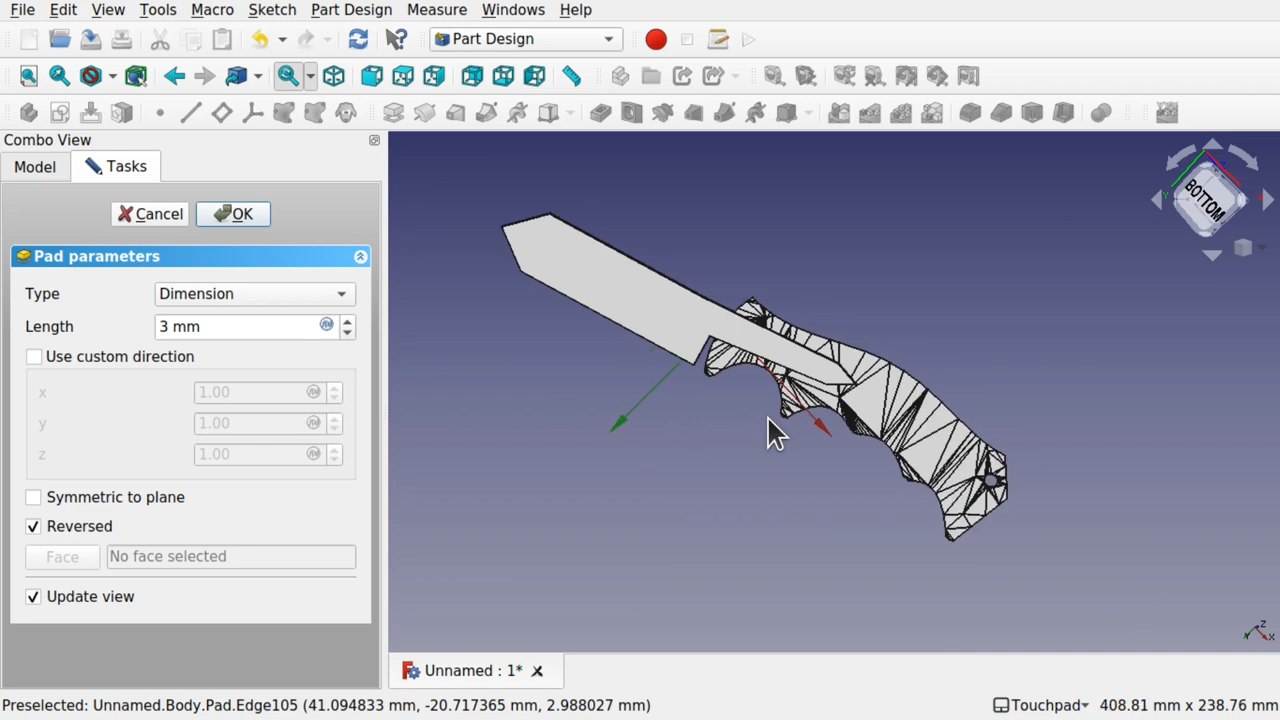 File Edit View Tools Macro Sketch Part Design Measure Windows Help
Part Design
Combo View
Model Tasks
Cancel OK
Pad parameters
Type Dimension
Length 3 mm
Use custom direction
x 1.00
y 1.00
z 1.00
Symmetric to plane
Reversed
Face No face selected
Update view
BOTTOM
Y
Z
Y X
Unnamed : 1*
Preselected: Unnamed.Body.Pad.Edge105 (41.094833 mm, -20.717365 mm, 2.988027 mm) Touchpad 408.81 mm x 238.76 mm